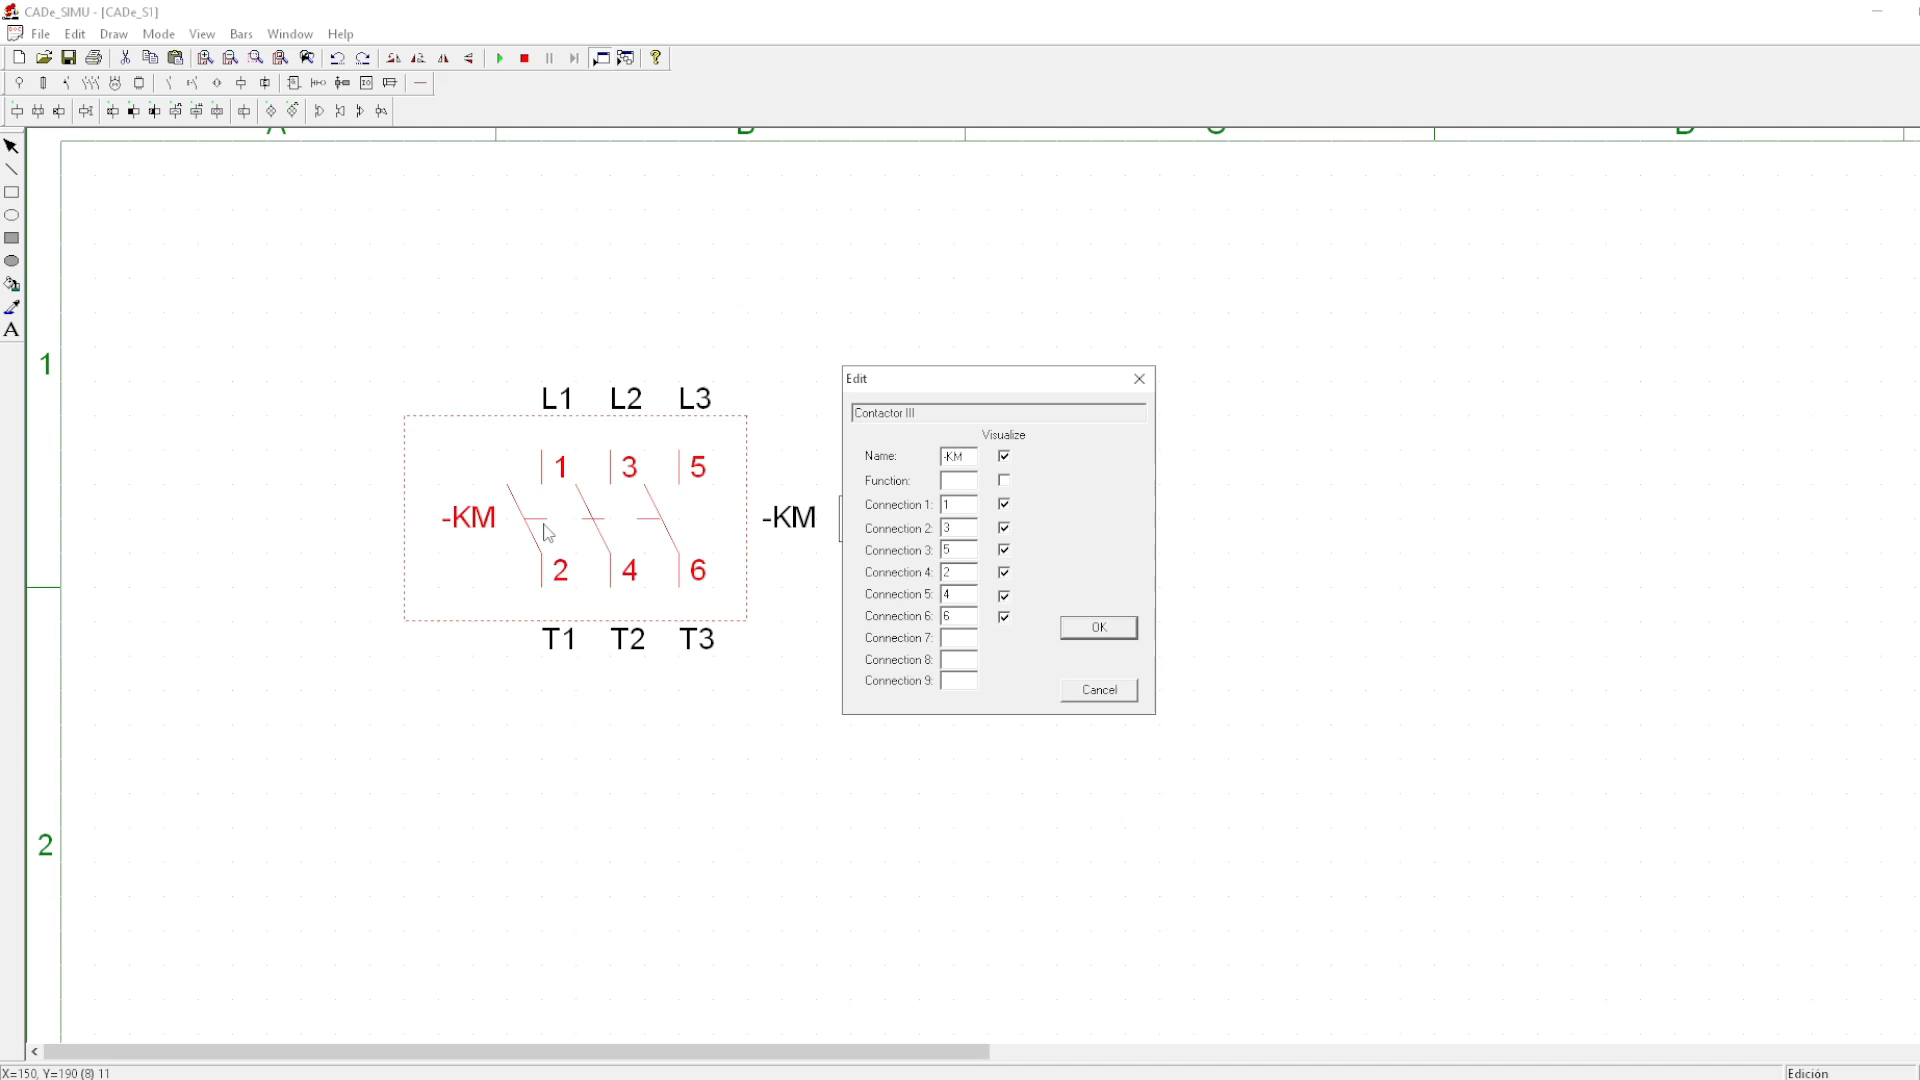 CADe_SIMU - [CADe_S1]
File Edit Draw Mode View Bars Window Help
1
2
L1 L2 L3
1 3 5
-KM
2 4 6
T1 T2 T3
-KM
Edit
Contactor III
Visualize
Name: -KM
Function:
Connection 1: 1
Connection 2: 3
Connection 3: 5
Connection 4: 2
Connection 5: 4
Connection 6: 6
Connection 7:
Connection 8:
Connection 9:
OK
Cancel
X=150, Y=190 (8) 11
Edición